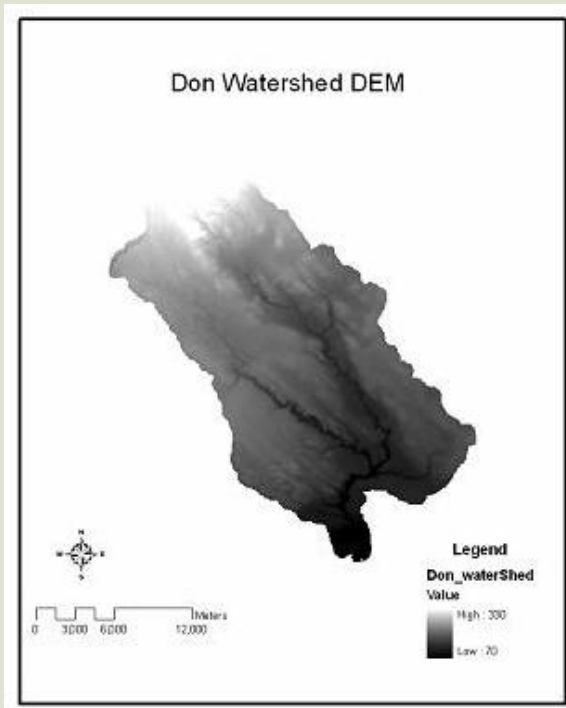 Don Watershed DEM
N
W E
S
Meters
0 3,000 6,000 12,000
Legend
Don_waterShed
Value
High : 330
Low : 70